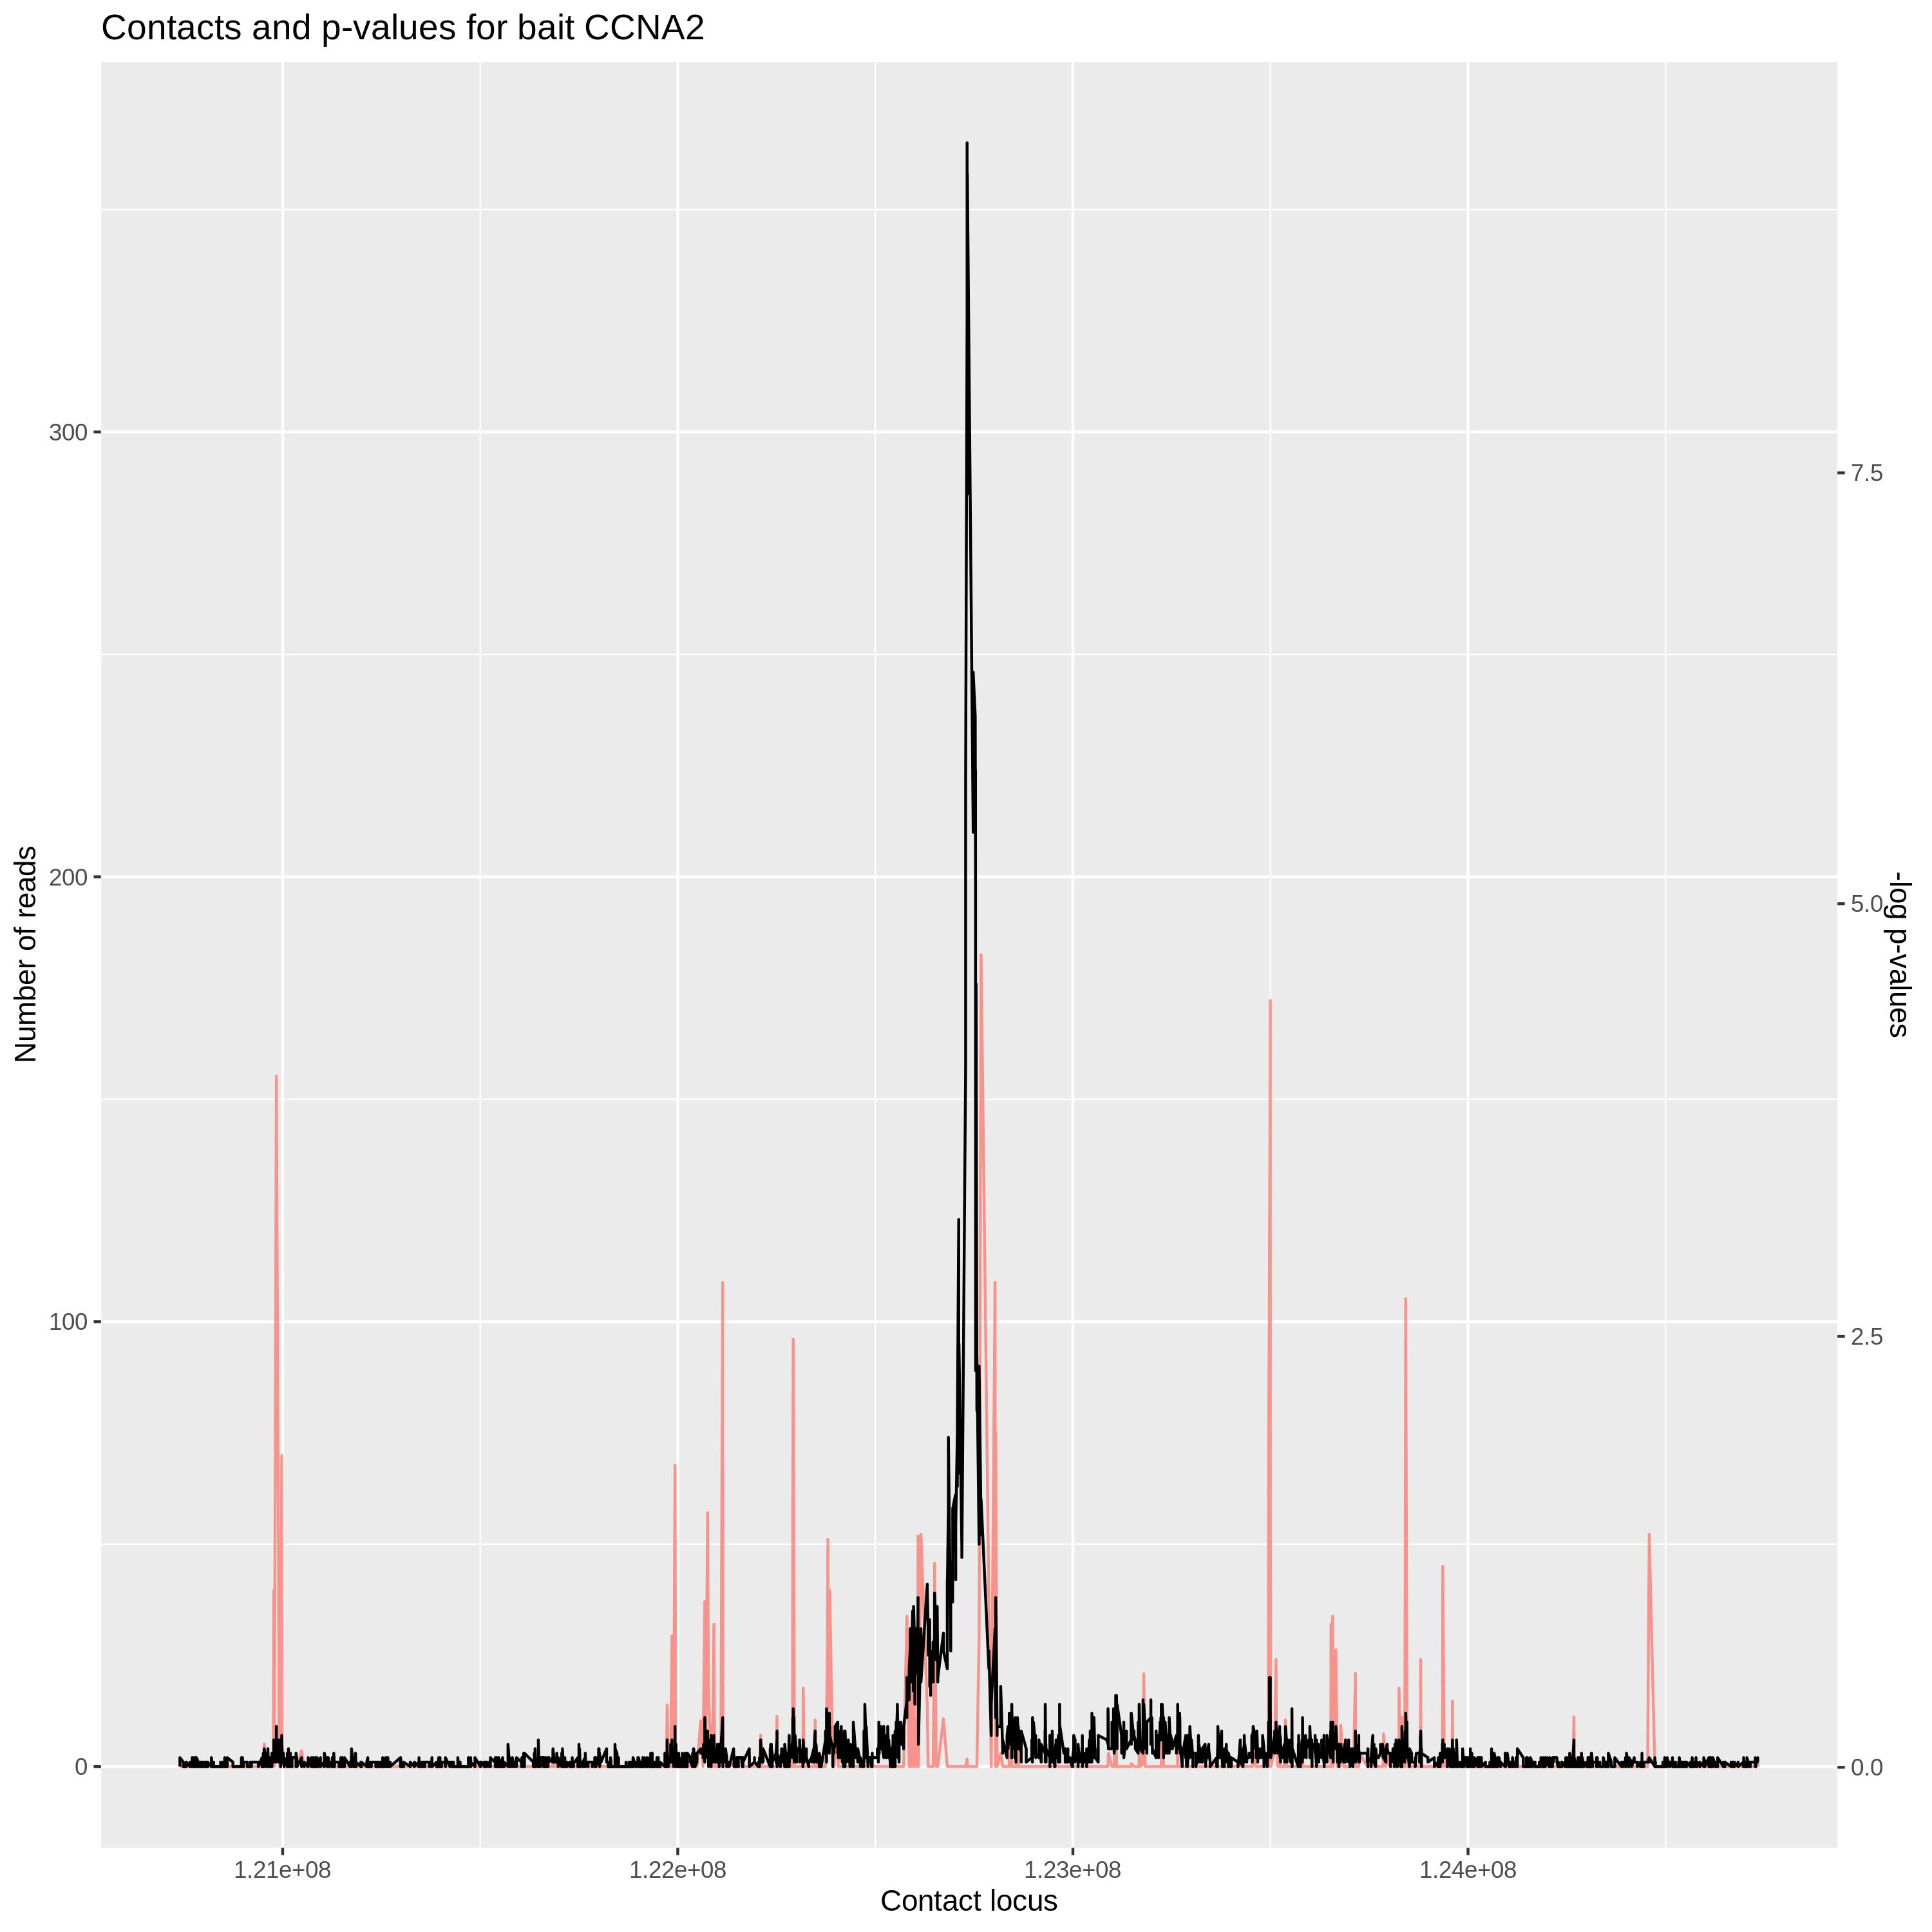 Contacts and p-values for bait CCNA2
Number of reads
300
200
100
0
7.5
5.0
2.5
0.0
-log p-values
1.21e+08
1.22e+08
1.23e+08
1.24e+08
Contact locus